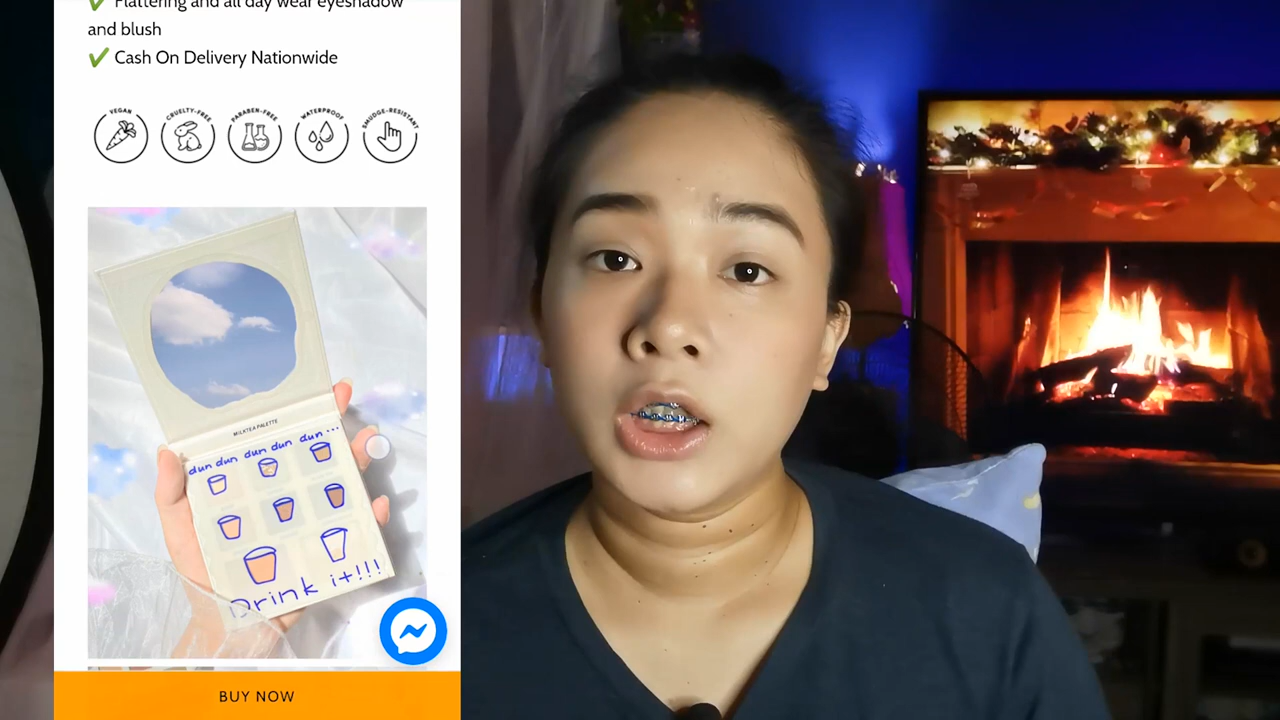 ✔ Flattering and all day wear eyeshadow
and blush
✔ Cash On Delivery Nationwide
VEGAN
CRUELTY-FREE
PARABEN-FREE
WATERPROOF
SMUDGE-RESISTANT
MILKTEA PALETTE
dun dun dun dun dun...
Drink it!!!
BUY NOW